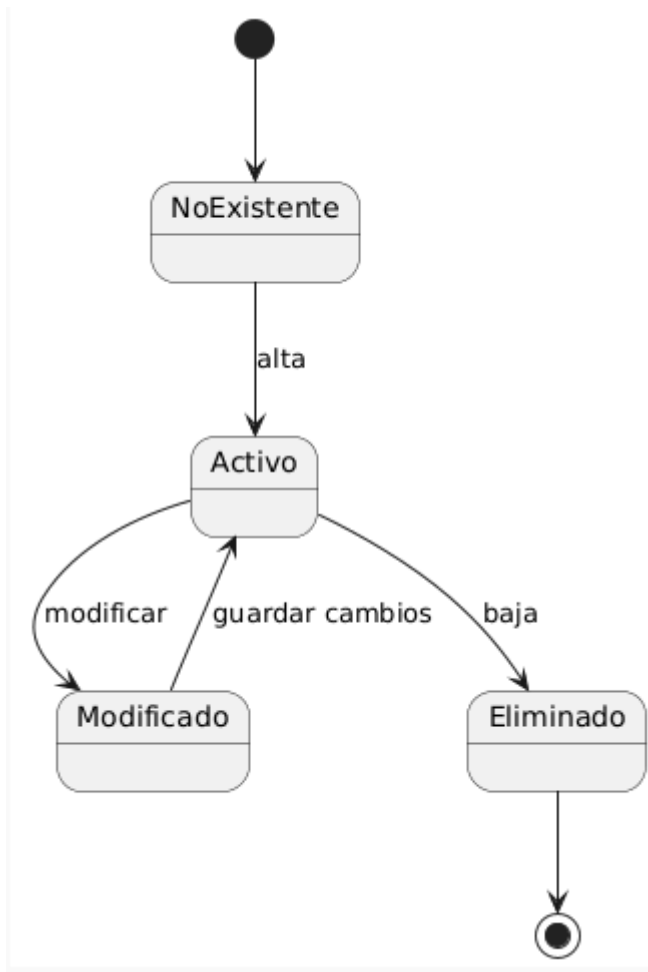 NoExistente
alta
Activo
modificar
guardar cambios
baja
Modificado
Eliminado